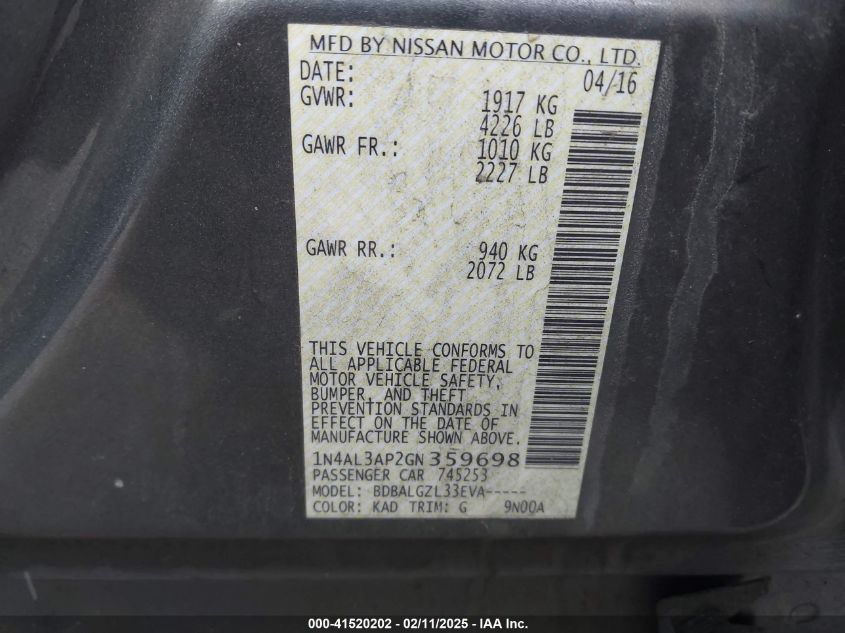 MFD BY NISSAN MOTOR CO., LTD.
DATE: 04/16
GVWR: 1917 KG
4226 LB
GAWR FR.: 1010 KG
2227 LB
GAWR RR.: 940 KG
2072 LB
THIS VEHICLE CONFORMS TO
ALL APPLICABLE FEDERAL
MOTOR VEHICLE SAFETY,
BUMPER, AND THEFT
PREVENTION STANDARDS IN
EFFECT ON THE DATE OF
MANUFACTURE SHOWN ABOVE.
1N4AL3AP2GN359698
PASSENGER CAR 745253
MODEL: BDBALGZL33EVA-----
COLOR: KAD TRIM: G 9N00A
000-41520202 - 02/11/2025 - IAA Inc.